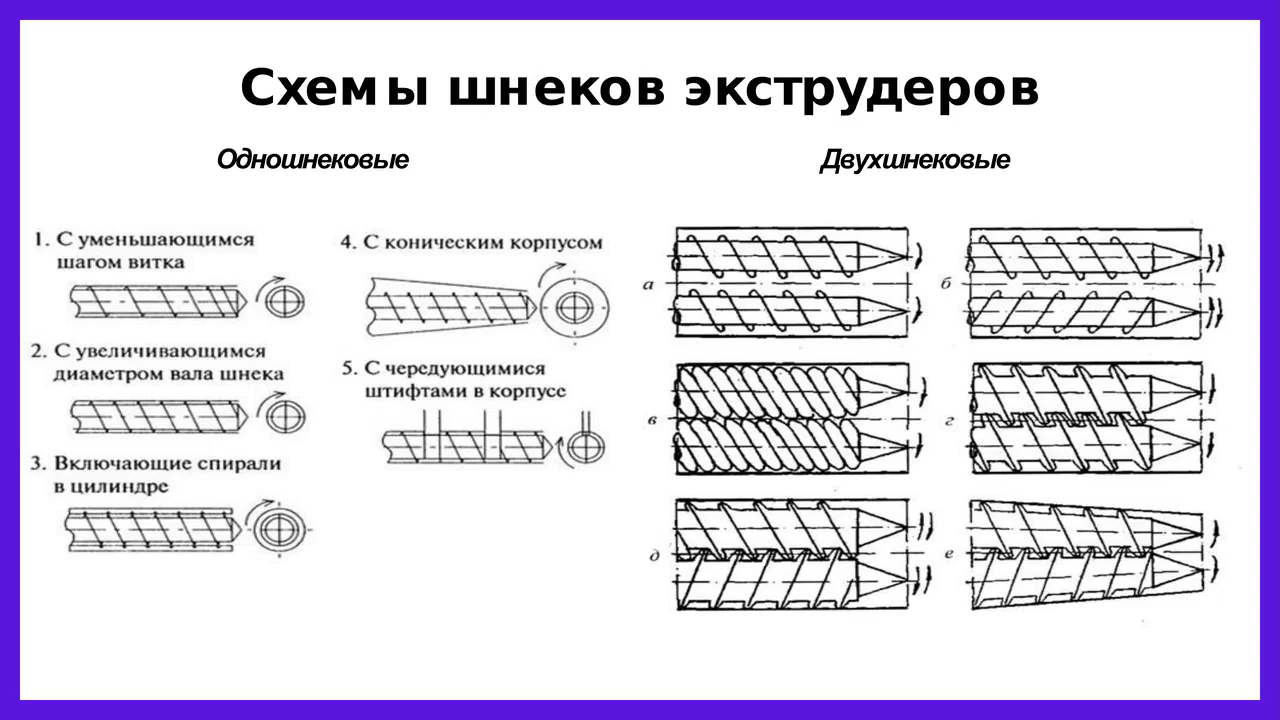 Схемы шнеков экструдеров
Одношнековые
Двухшнековые
1. С уменьшающимся
шагом витка
2. С увеличивающимся
диаметром вала шнека
3. Включающие спирали
в цилиндре
4. С коническим корпусом
5. С чередующимися
штифтами в корпусе
а
б
в
г
д
е